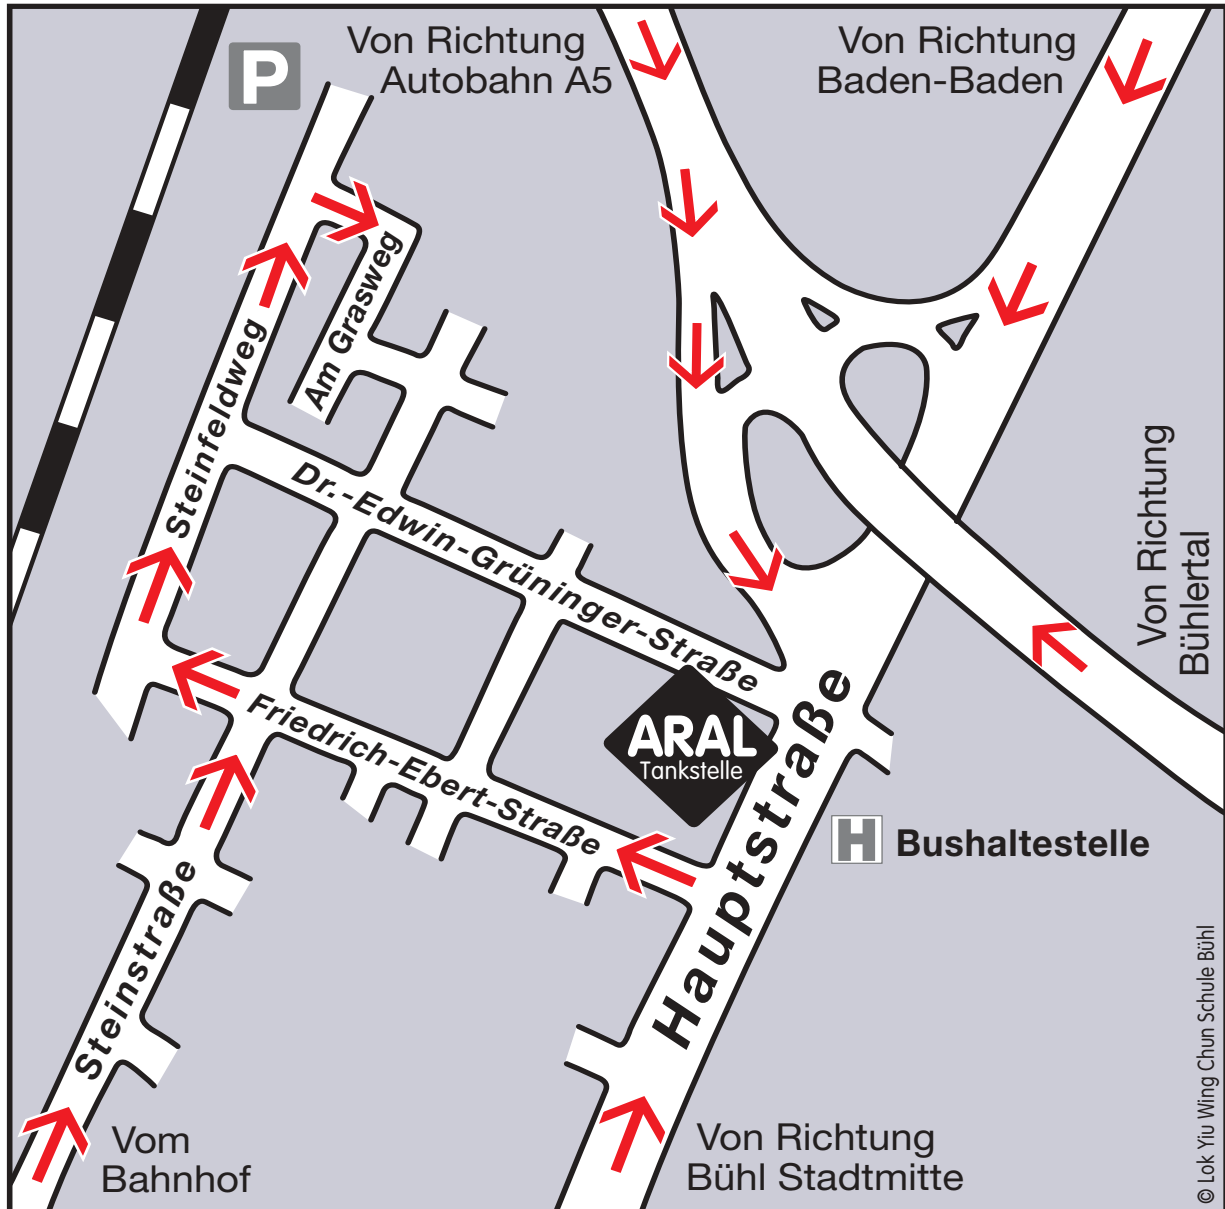 P
Von Richtung
Autobahn A5
Von Richtung
Baden-Baden
Am Grasweg
Steinfeldweg
Dr.-Edwin-Grüninger-Straße
Von Richtung
Bühlertal
Friedrich-Ebert-Straße
ARAL
Tankstelle
Hauptstraße
H Bushaltestelle
Steinstraße
Vom
Bahnhof
Von Richtung
Bühl Stadtmitte
© Lok Yiu Wing Chun Schule Bühl